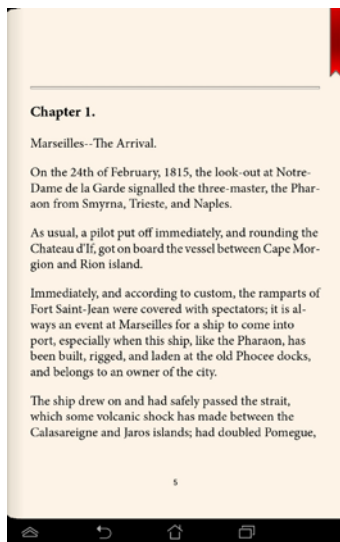 Chapter 1.
Marseilles--The Arrival.
On the 24th of February, 1815, the look-out at Notre-
Dame de la Garde signalled the three-master, the Phar-
aon from Smyrna, Trieste, and Naples.
As usual, a pilot put off immediately, and rounding the
Chateau d'If, got on board the vessel between Cape Mor-
gion and Rion island.
Immediately, and according to custom, the ramparts of
Fort Saint-Jean were covered with spectators; it is al-
ways an event at Marseilles for a ship to come into
port, especially when this ship, like the Pharaon, has
been built, rigged, and laden at the old Phocee docks,
and belongs to an owner of the city.
The ship drew on and had safely passed the strait,
which some volcanic shock has made between the
Calasareigne and Jaros islands; had doubled Pomegue,
5